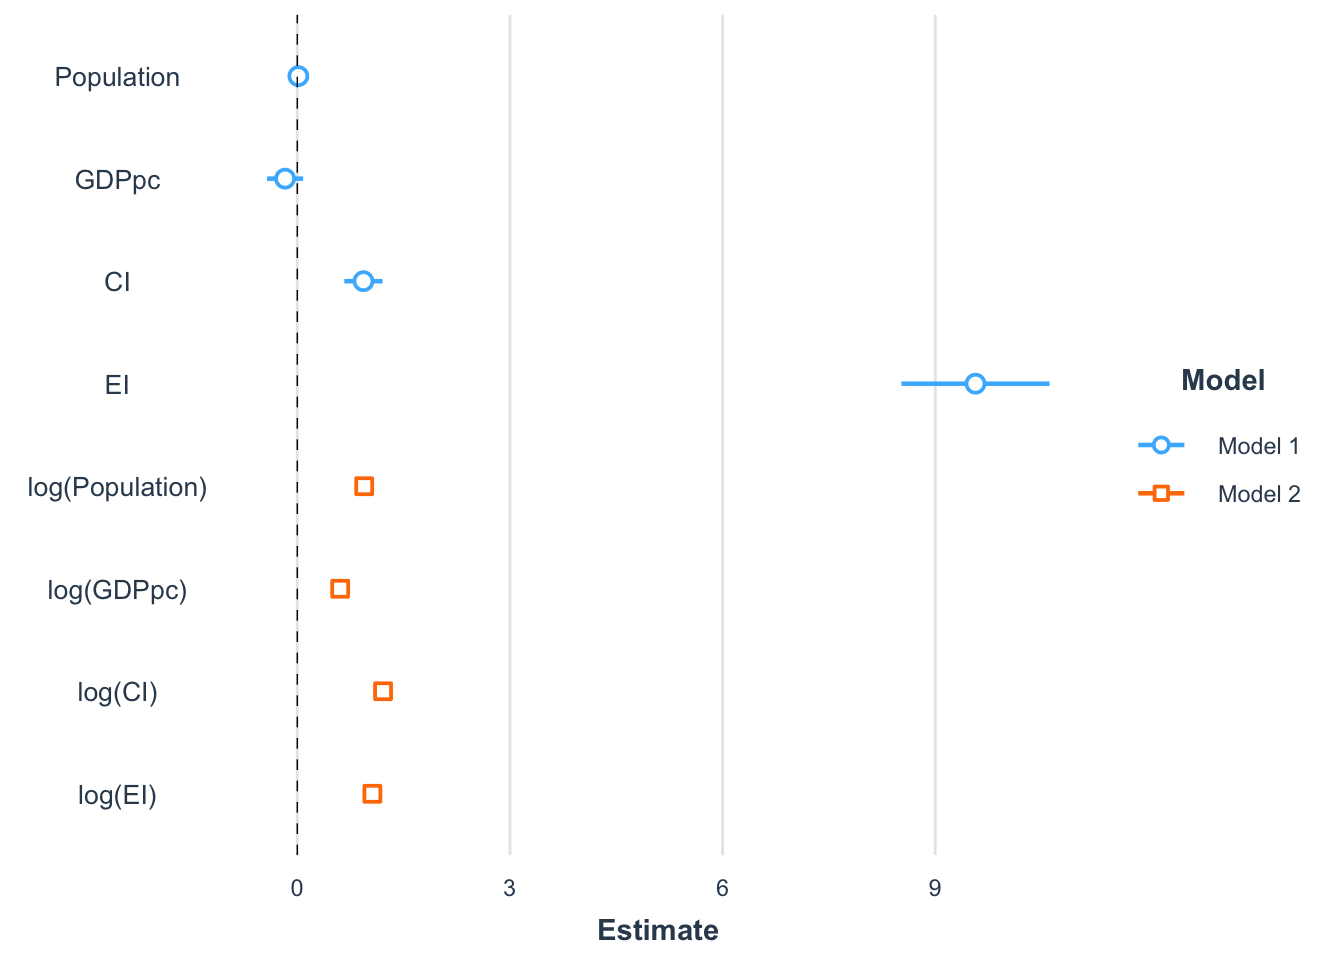 Population
GDPpc
CI
EI
log(Population)
log(GDPpc)
log(CI)
log(EI)
0 3 6 9
Estimate
Model
Model 1
Model 2